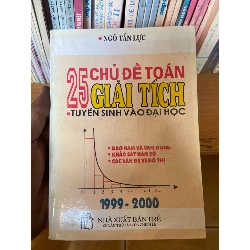 • NGÔ TẤN LỰC
25 CHỦ ĐỀ TOÁN
GIẢI TÍCH
• TUYỂN SINH VÀO ĐẠI HỌC
• ĐẠO HÀM VÀ ỨNG DỤNG
• KHẢO SÁT HÀM SỐ
• CÁC VẤN ĐỀ VỀ ĐỒ THỊ
1999 - 2000
NHÀ XUẤT BẢN TRẺ